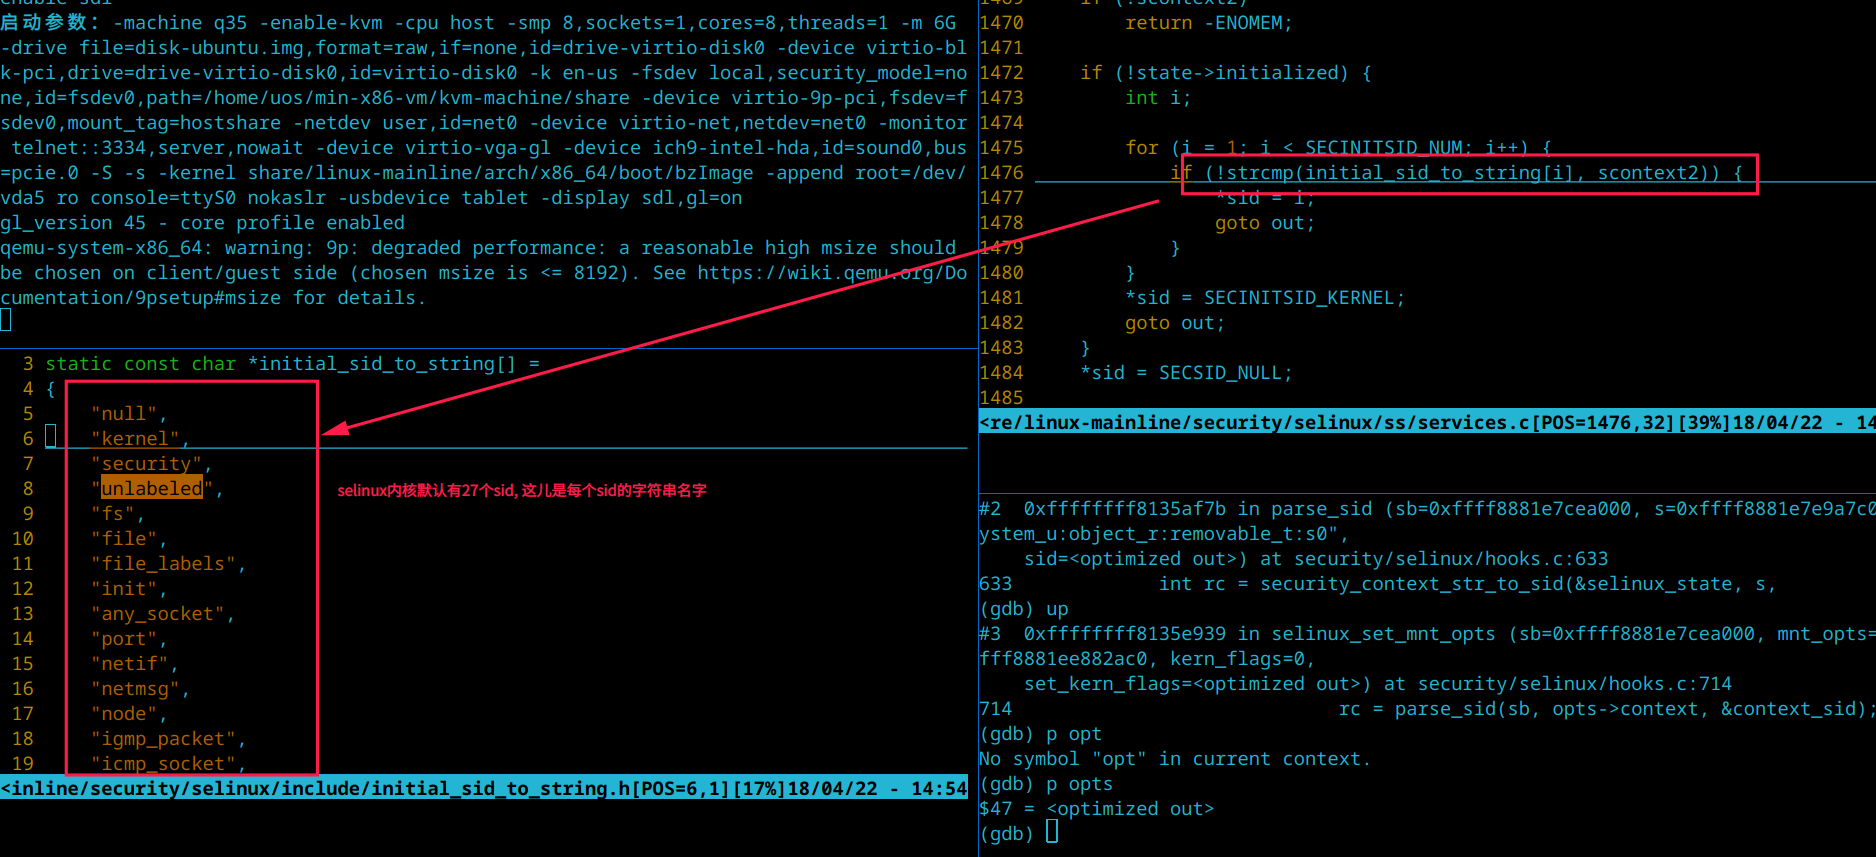 启动参数: -machine q35 -enable-kvm -cpu host -smp 8,sockets=1,cores=8,threads=1 -m 6G
-drive file=disk-ubuntu.img,format=raw,if=none,id=drive-virtio-disk0 -device virtio-bl
k-pci,drive=drive-virtio-disk0,id=virtio-disk0 -k en-us -fsdev local,security_model=no
ne,id=fsdev0,path=/home/uos/min-x86-vm/kvm-machine/share -device virtio-9p-pci,fsdev=f
sdev0,mount_tag=hostshare -netdev user,id=net0 -device virtio-net,netdev=net0 -monitor
telnet::3334,server,nowait -device virtio-vga-gl -device ich9-intel-hda,id=sound0,bus
=pcie.0 -S -s -kernel share/linux-mainline/arch/x86_64/boot/bzImage -append root=/dev/
vda5 ro console=ttyS0 nokaslr -usbdevice tablet -display sdl,gl=on
gl_version 45 - core profile enabled
qemu-system-x86_64: warning: 9p: degraded performance: a reasonable high msize should
be chosen on client/guest side (chosen msize is <= 8192). See https://wiki.qemu.org/Do
cumentation/9psetup#msize for details.
3 static const char *initial_sid_to_string[] =
4 {
5 "null",
6 "kernel",
7 "security",
8 "unlabeled",
9 "fs",
10 "file",
11 "file_labels",
12 "init",
13 "any_socket",
14 "port",
15 "netif",
16 "netmsg",
17 "node",
18 "igmp_packet",
19 "icmp_socket",
selinux内核默认有27个sid, 这儿是每个sid的字符串名字
<inline/security/selinux/include/initial_sid_to_string.h[POS=6,1][17%]18/04/22 - 14:54
1470 return -ENOMEM;
1471
1472 if (!state->initialized) {
1473 int i;
1474
1475 for (i = 1; i < SECINITSID_NUM; i++) {
1476 if (!strcmp(initial_sid_to_string[i], scontext2)) {
1477 *sid = i;
1478 goto out;
1479 }
1480 }
1481 *sid = SECINITSID_KERNEL;
1482 goto out;
1483 }
1484 *sid = SECSID_NULL;
1485
<re/linux-mainline/security/selinux/ss/services.c[POS=1476,32][39%]18/04/22 - 14
#2 0xffffffff8135af7b in parse_sid (sb=0xffff8881e7cea000, s=0xffff8881e7e9a7c0
ystem_u:object_r:removable_t:s0",
sid=<optimized out>) at security/selinux/hooks.c:633
633 int rc = security_context_str_to_sid(&selinux_state, s,
(gdb) up
#3 0xffffffff8135e939 in selinux_set_mnt_opts (sb=0xffff8881e7cea000, mnt_opts=
fff8881ee882ac0, kern_flags=0,
set_kern_flags=<optimized out>) at security/selinux/hooks.c:714
714 rc = parse_sid(sb, opts->context, &context_sid);
(gdb) p opt
No symbol "opt" in current context.
(gdb) p opts
$47 = <optimized out>
(gdb)